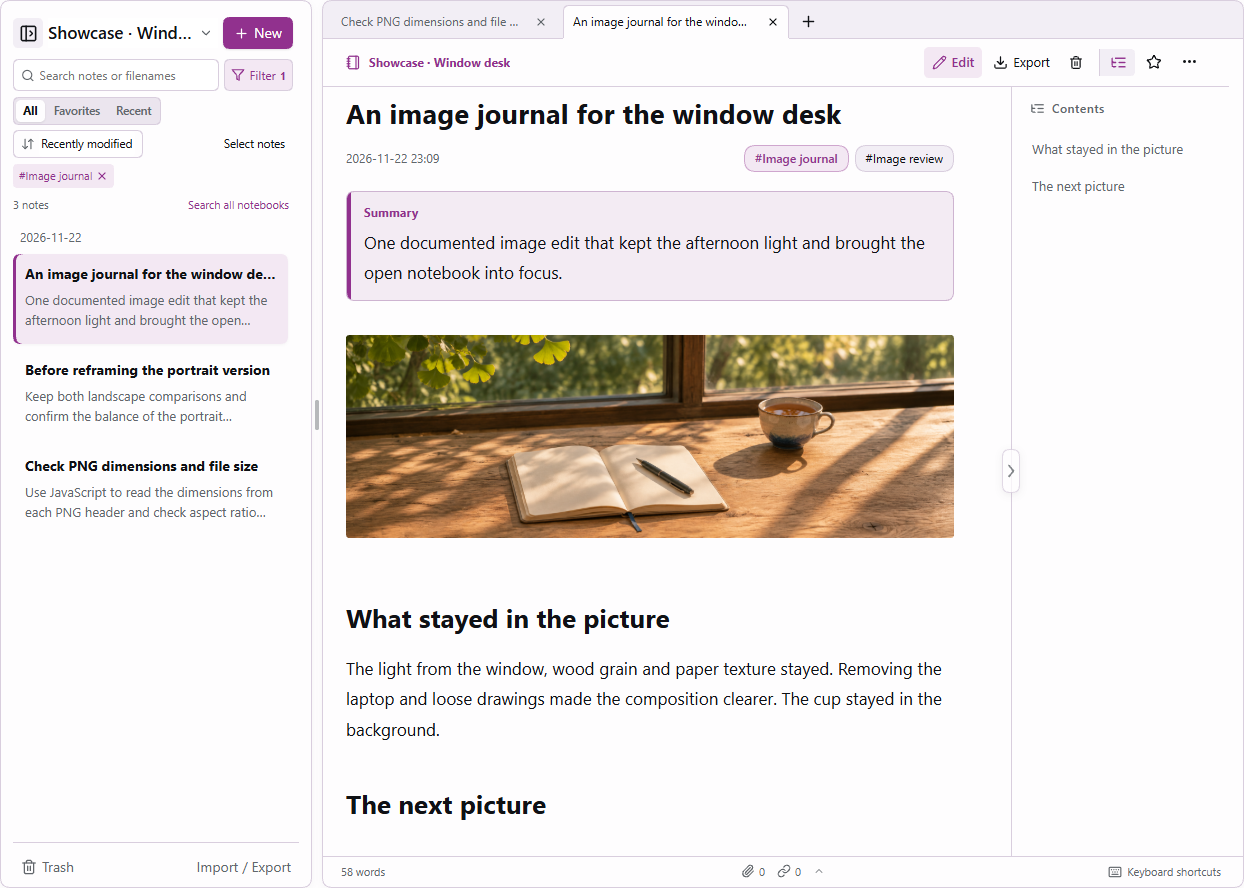 Showcase · Wind...
New
Search notes or filenames
Filter 1
All Favorites Recent
Recently modified
Select notes
#Image journal
3 notes
Search all notebooks
2026-11-22
An image journal for the window de...
One documented image edit that kept the
afternoon light and brought the open...
Before reframing the portrait version
Keep both landscape comparisons and
confirm the balance of the portrait...
Check PNG dimensions and file size
Use JavaScript to read the dimensions from
each PNG header and check aspect ratio...
Trash
Import / Export
Check PNG dimensions and file ...
An image journal for the windo...
Showcase · Window desk
Edit
Export
An image journal for the window desk
2026-11-22 23:09
#Image journal
#Image review
Summary
One documented image edit that kept the afternoon light and brought the
open notebook into focus.
What stayed in the picture
The light from the window, wood grain and paper texture stayed. Removing the
laptop and loose drawings made the composition clearer. The cup stayed in the
background.
The next picture
Contents
What stayed in the picture
The next picture
58 words
0
0
Keyboard shortcuts